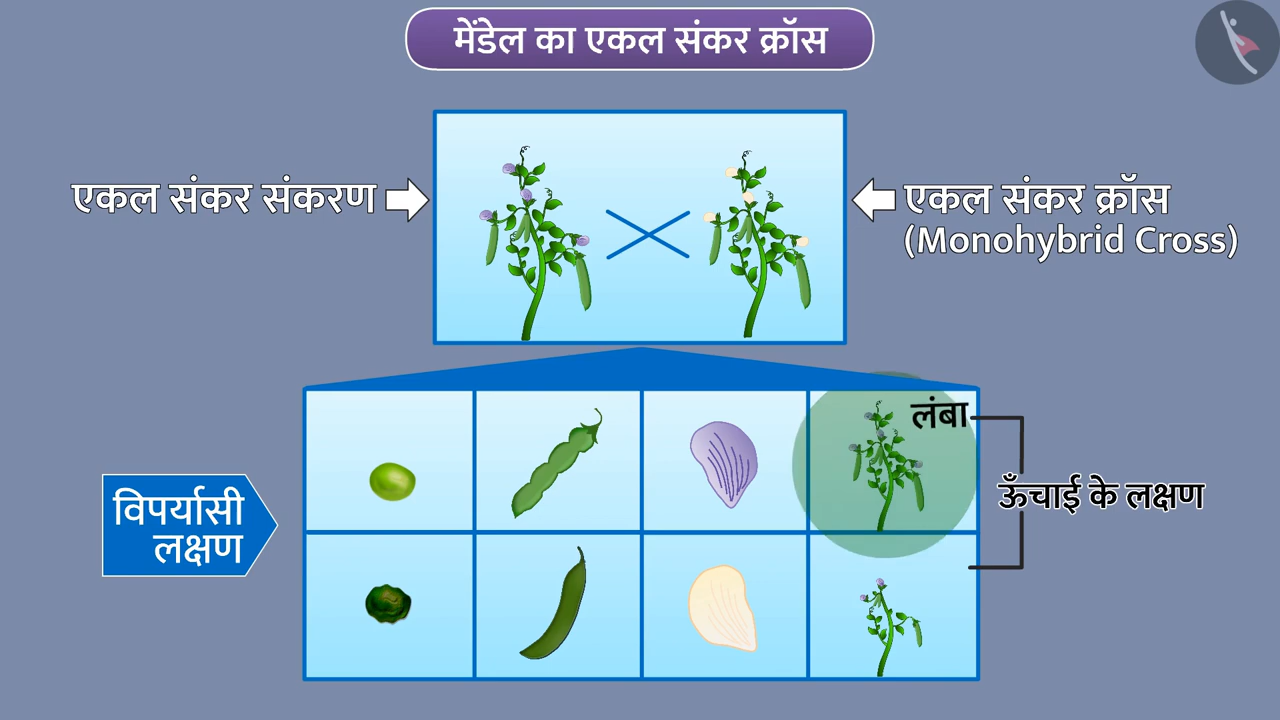 मेंडेल का एकल संकर क्रॉस
एकल संकर संकरण
एकल संकर क्रॉस
(Monohybrid Cross)
लंबा
विपर्यासी
लक्षण
ऊँचाई के लक्षण